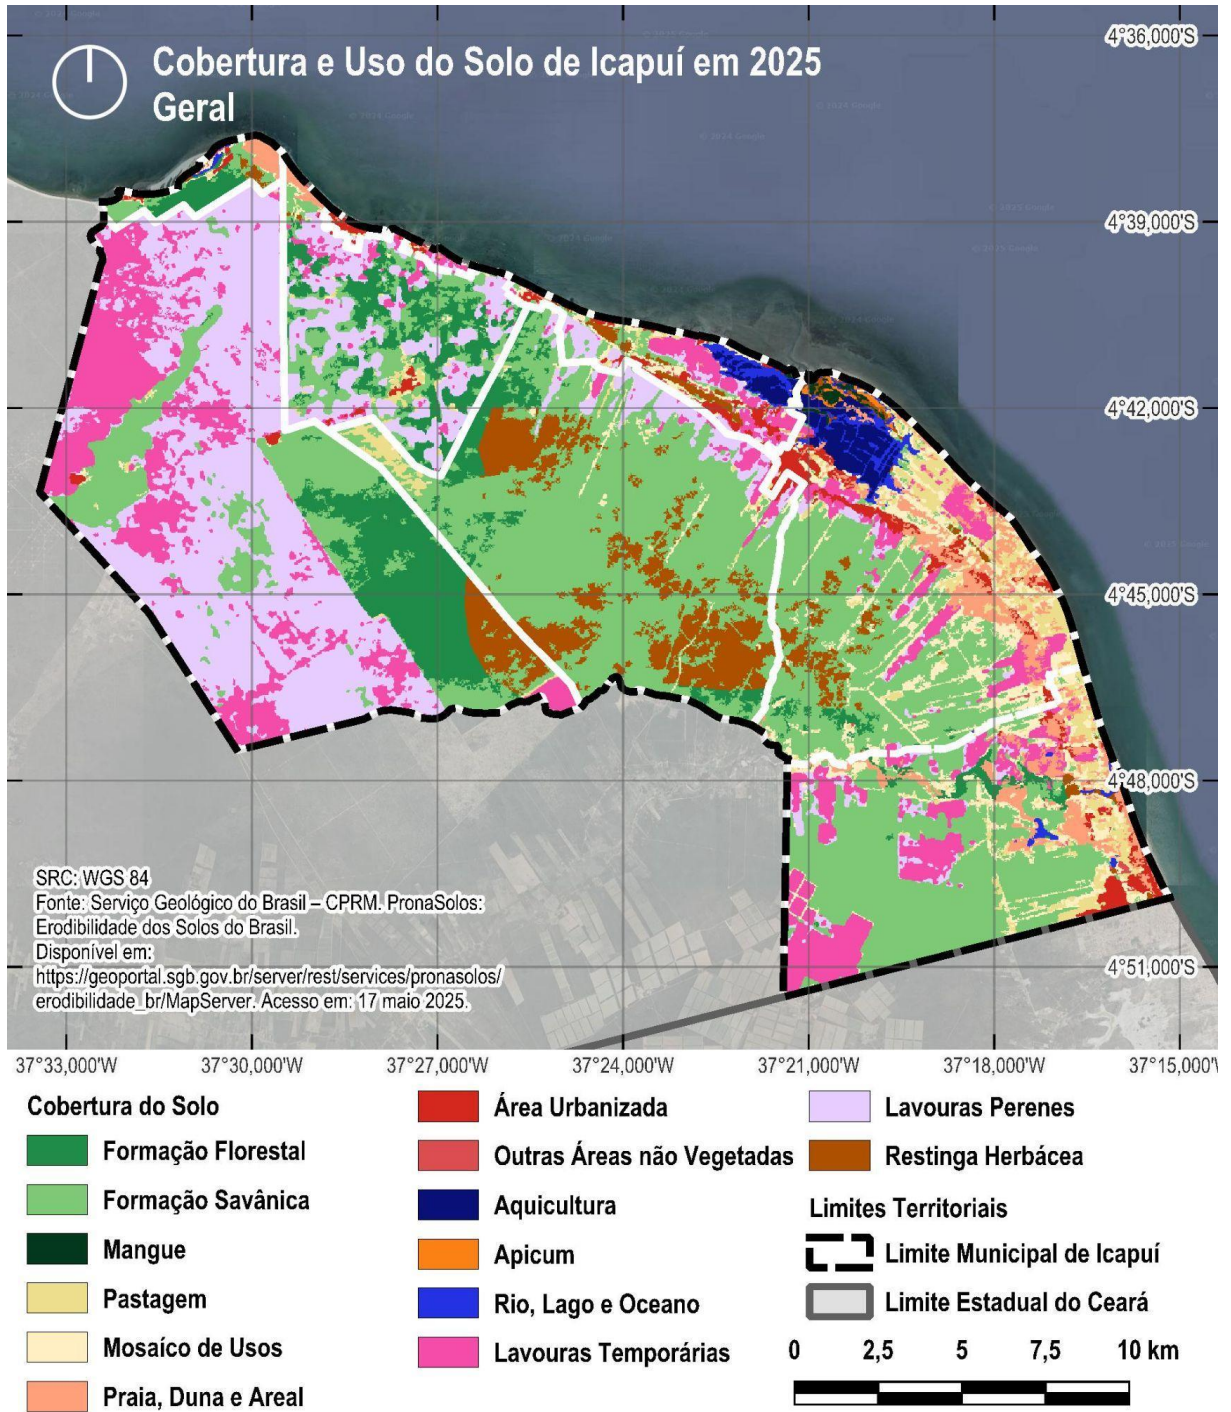 Cobertura e Uso do Solo de Icapuí em 2025
Geral
4°36,000'S
4°39,000'S
4°42,000'S
4°45,000'S
4°48,000'S
4°51,000'S
SRC: WGS 84
Fonte: Serviço Geológico do Brasil – CPRM. PronaSolos:
Erodibilidade dos Solos do Brasil.
Disponível em:
https://geoportal.sgb.gov.br/server/rest/services/pronasolos/
erodibilidade_br/MapServer. Acesso em: 17 maio 2025.
37°33,000'W 37°30,000'W 37°27,000'W 37°24,000'W 37°21,000'W 37°18,000'W 37°15,000'W
Cobertura do Solo
Formação Florestal
Formação Savânica
Mangue
Pastagem
Mosaíco de Usos
Praia, Duna e Areal
Área Urbanizada
Outras Áreas não Vegetadas
Aquicultura
Apicum
Rio, Lago e Oceano
Lavouras Temporárias
Lavouras Perenes
Restinga Herbácea
Limites Territoriais
Limite Municipal de Icapuí
Limite Estadual do Ceará
0 2,5 5 7,5 10 km